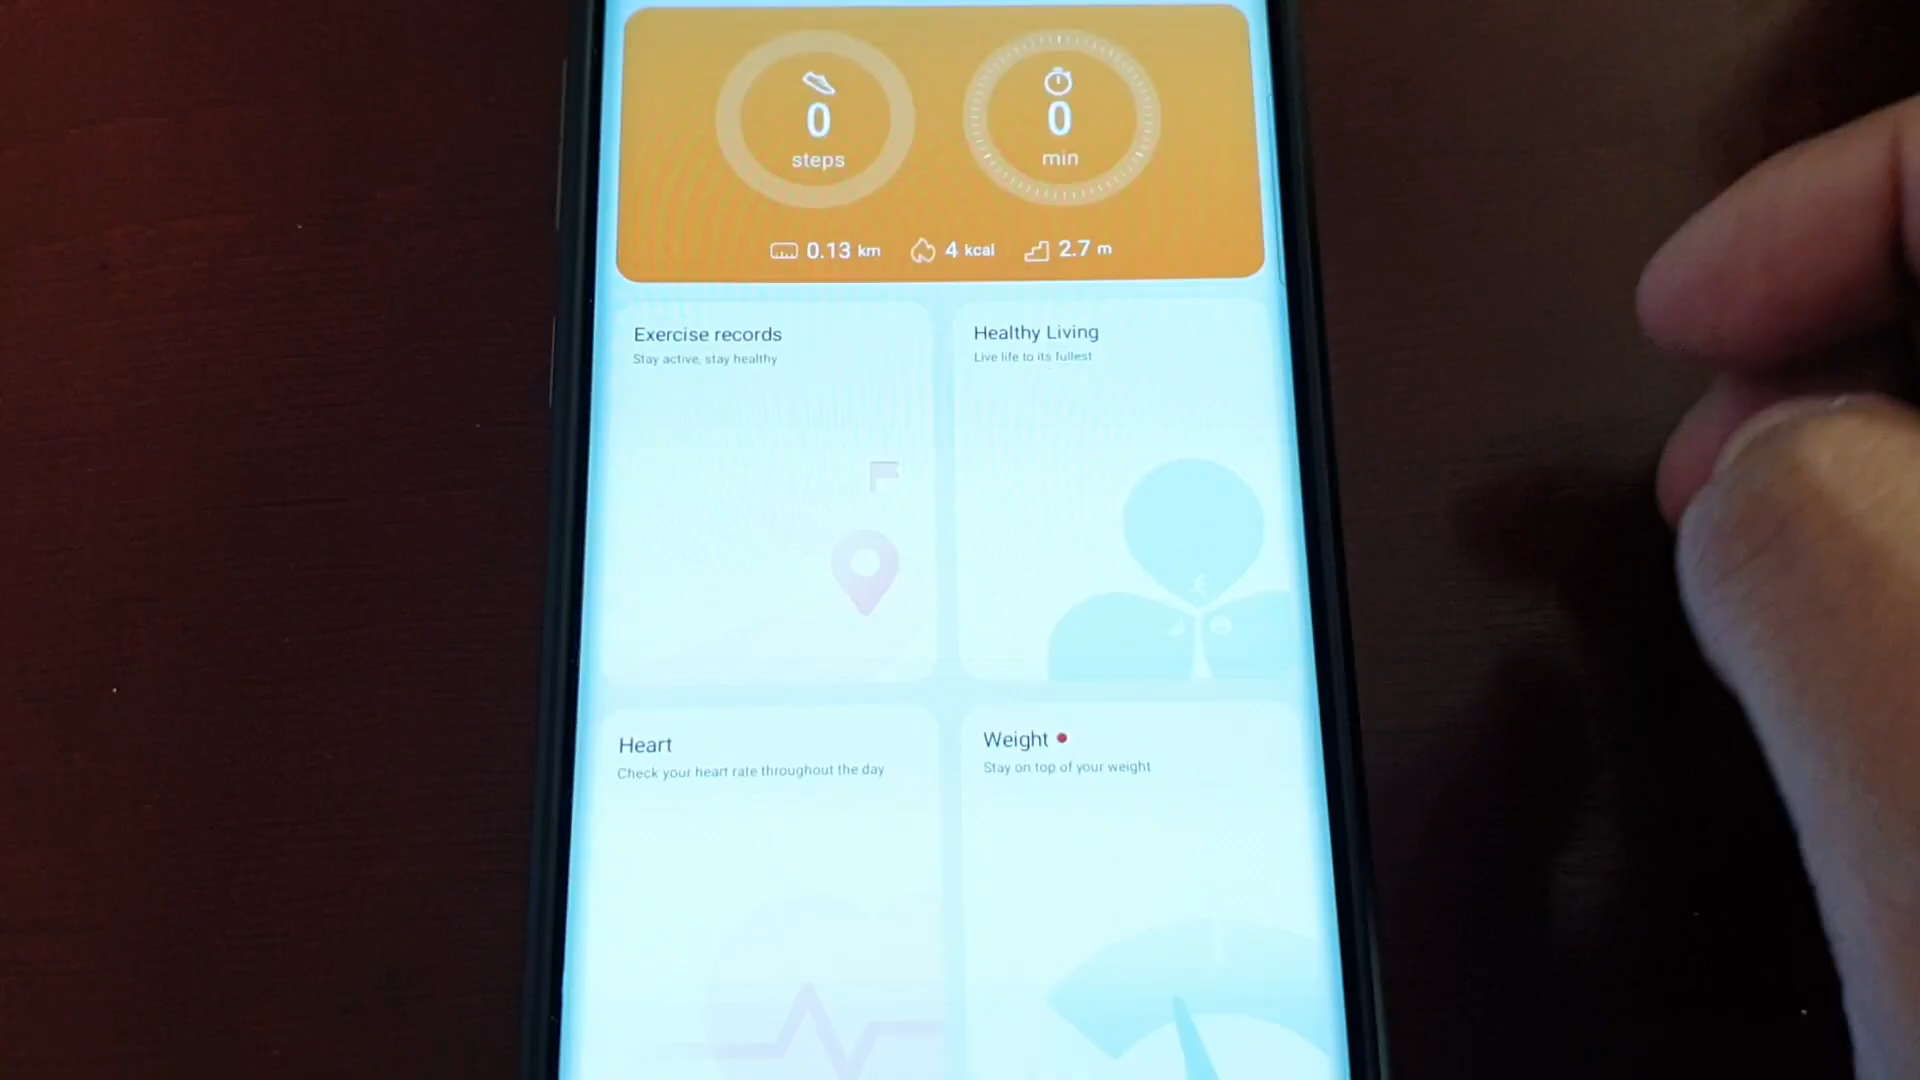 0 0
steps min
0.13 km 4 kcal 2.7 m
Exercise records
Stay active, stay healthy
Healthy Living
Live life to its fullest
Heart
Check your heart rate throughout the day
Weight
Stay on top of your weight